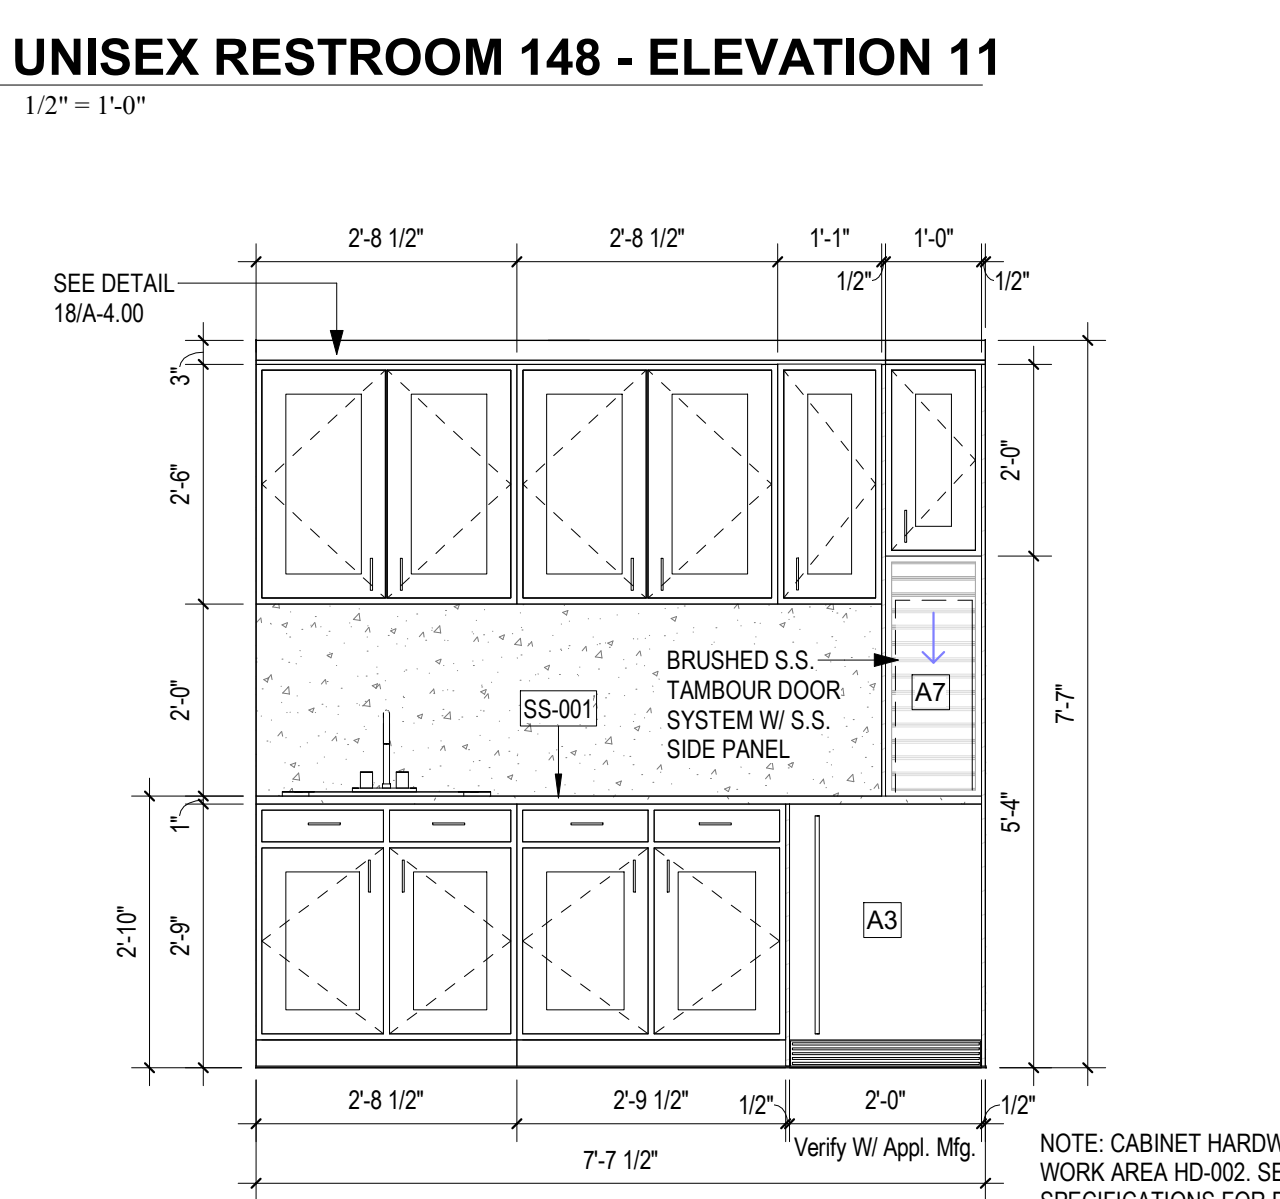 UNISEX RESTROOM 148 - ELEVATION 11
1/2" = 1'-0"
2'-8 1/2"
2'-8 1/2"
1'-1"
1'-0"
1/2"
1/2"
SEE DETAIL
18/A-4.00
3"
2'-6"
2'-0"
2'-0"
BRUSHED S.S.
TAMBOUR DOOR
SYSTEM W/ S.S.
SIDE PANEL
A7
SS-001
7'-7"
1"
5'-4"
2'-10"
2'-9"
A3
2'-8 1/2"
2'-9 1/2"
1/2"
2'-0"
1/2"
Verify W/ Appl. Mfg.
7'-7 1/2"
NOTE: CABINET HARDW
WORK AREA HD-002. SE
SPECIFICATIONS FOR